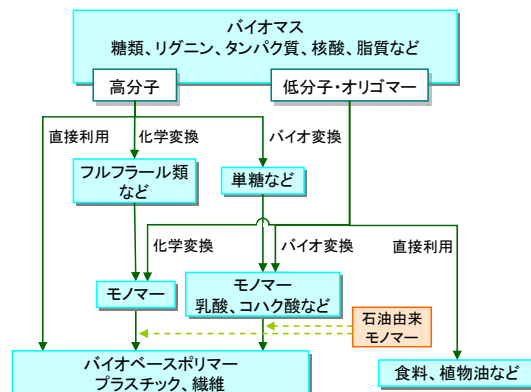 バイオマス
糖類、リグニン、タンパク質、核酸、脂質など
高分子
低分子・オリゴマー
直接利用
化学変換
バイオ変換
フルフラール類
など
単糖など
化学変換
バイオ変換
直接利用
モノマー
モノマー
乳酸、コハク酸など
石油由来
モノマー
バイオベースポリマー
プラスチック、繊維
食料、植物油など